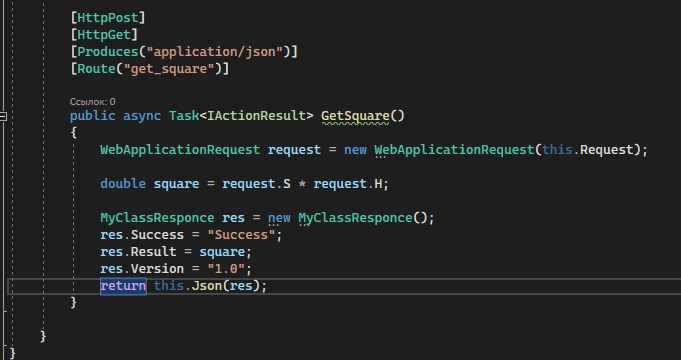 [HttpPost]
[HttpGet]
[Produces("application/json")]
[Route("get_square")]
Ссылок: 0
public async Task<IActionResult> GetSquare()
{
WebApplicationRequest request = new WebApplicationRequest(this.Request);
double square = request.S * request.H;
MyClassResponce res = new MyClassResponce();
res.Success = "Success";
res.Result = square;
res.Version = "1.0";
return this.Json(res);
}
}
}